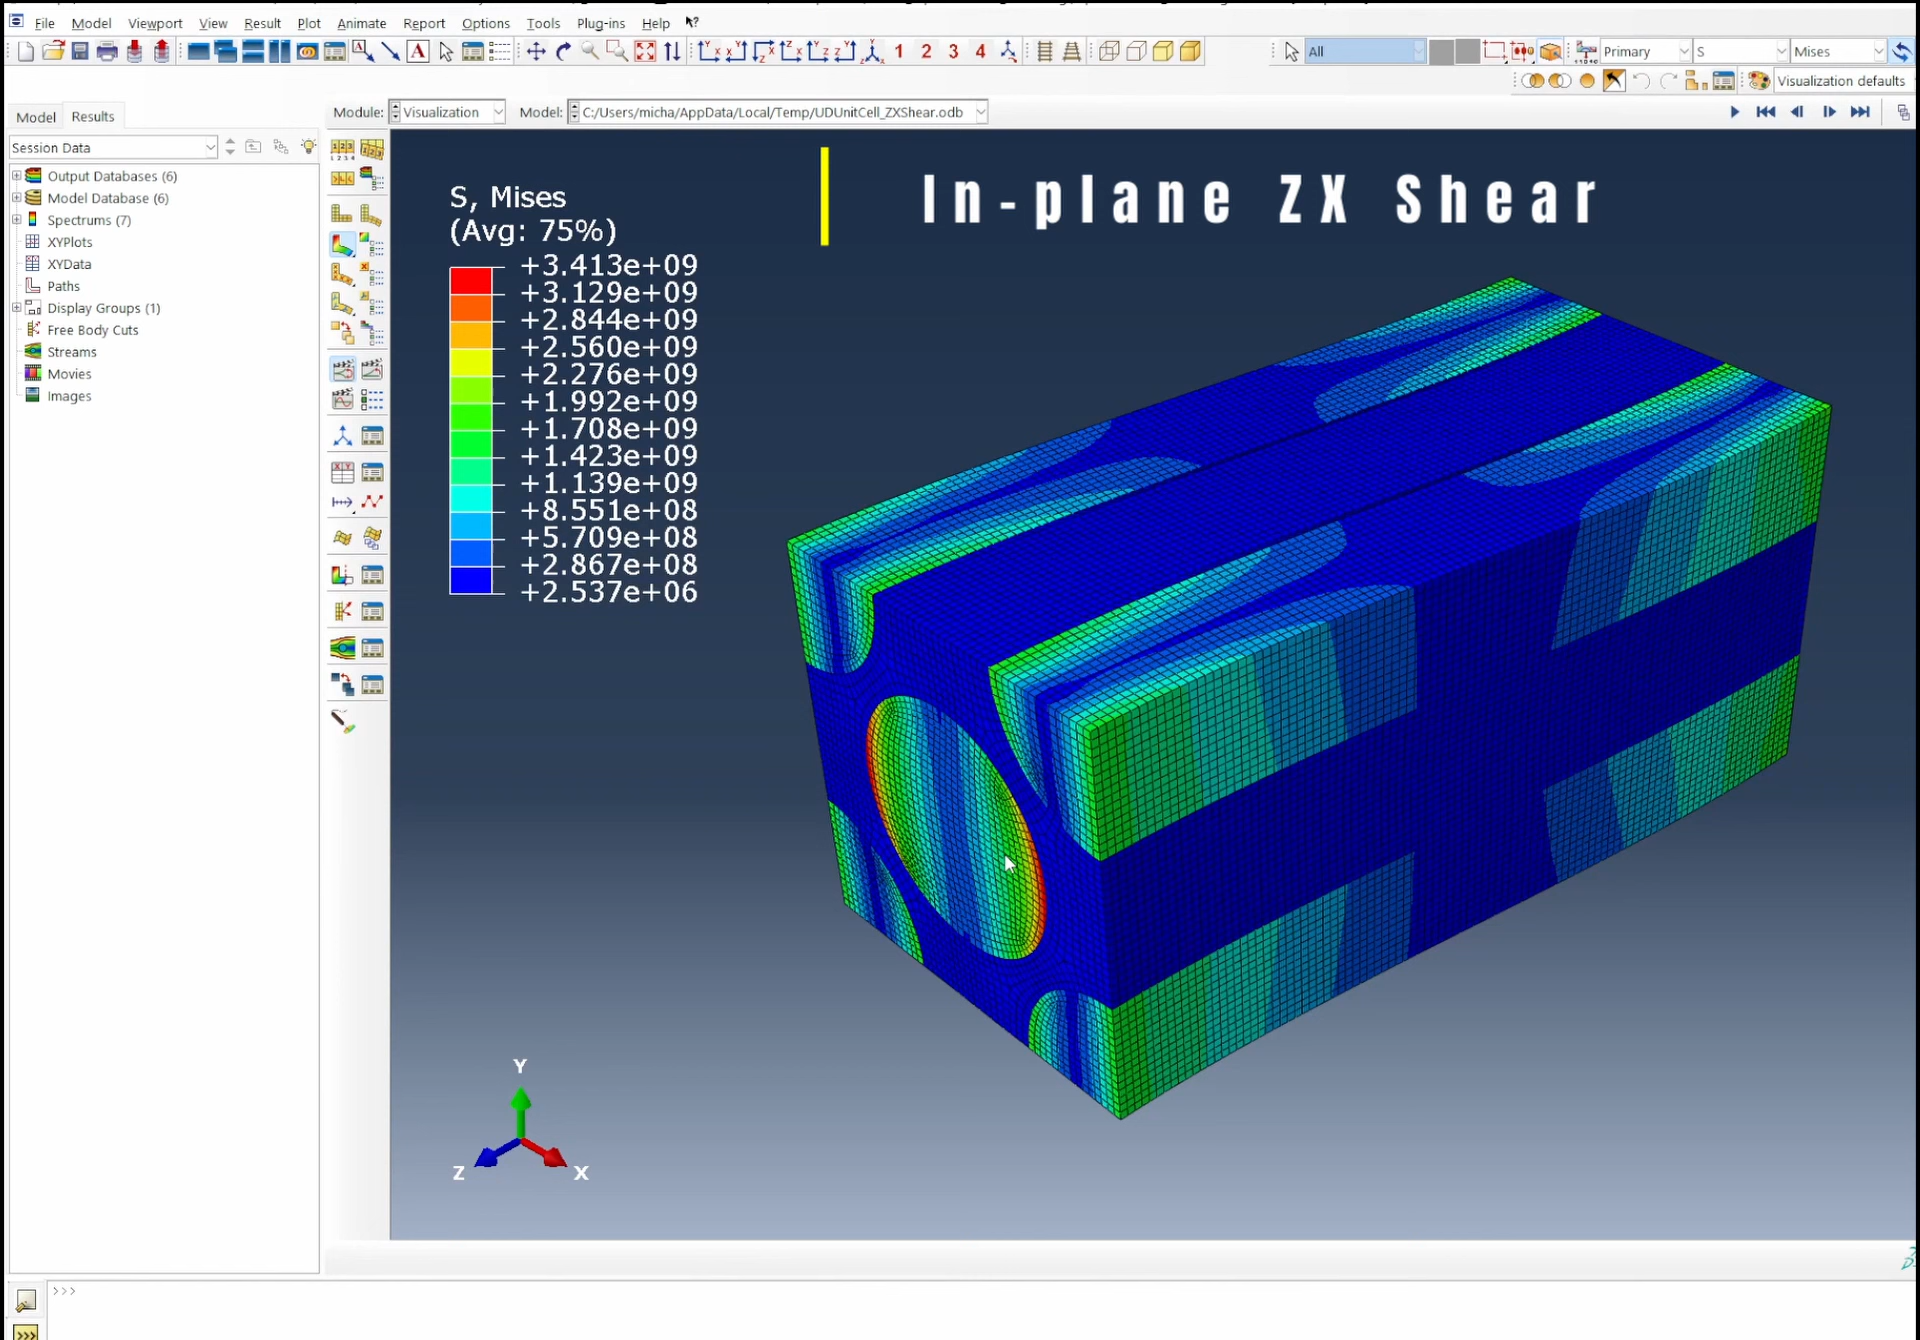 File Model Viewport View Result Plot Animate Report Options Tools Plug-ins Help
A 1 2 3 4 All Primary S Mises
Visualization defaults
Model Results Module: Visualization Model: C:/Users/micha/AppData/Local/Temp/UDUnitCell_ZXShear.odb
Session Data
Output Databases (6)
Model Database (6)
Spectrums (7)
XYPlots
XYData
Paths
Display Groups (1)
Free Body Cuts
Streams
Movies
Images
In-plane ZX Shear
S, Mises
(Avg: 75%)
+3.413e+09
+3.129e+09
+2.844e+09
+2.560e+09
+2.276e+09
+1.992e+09
+1.708e+09
+1.423e+09
+1.139e+09
+8.551e+08
+5.709e+08
+2.867e+08
+2.537e+06
Y
Z X
>>>
>>>